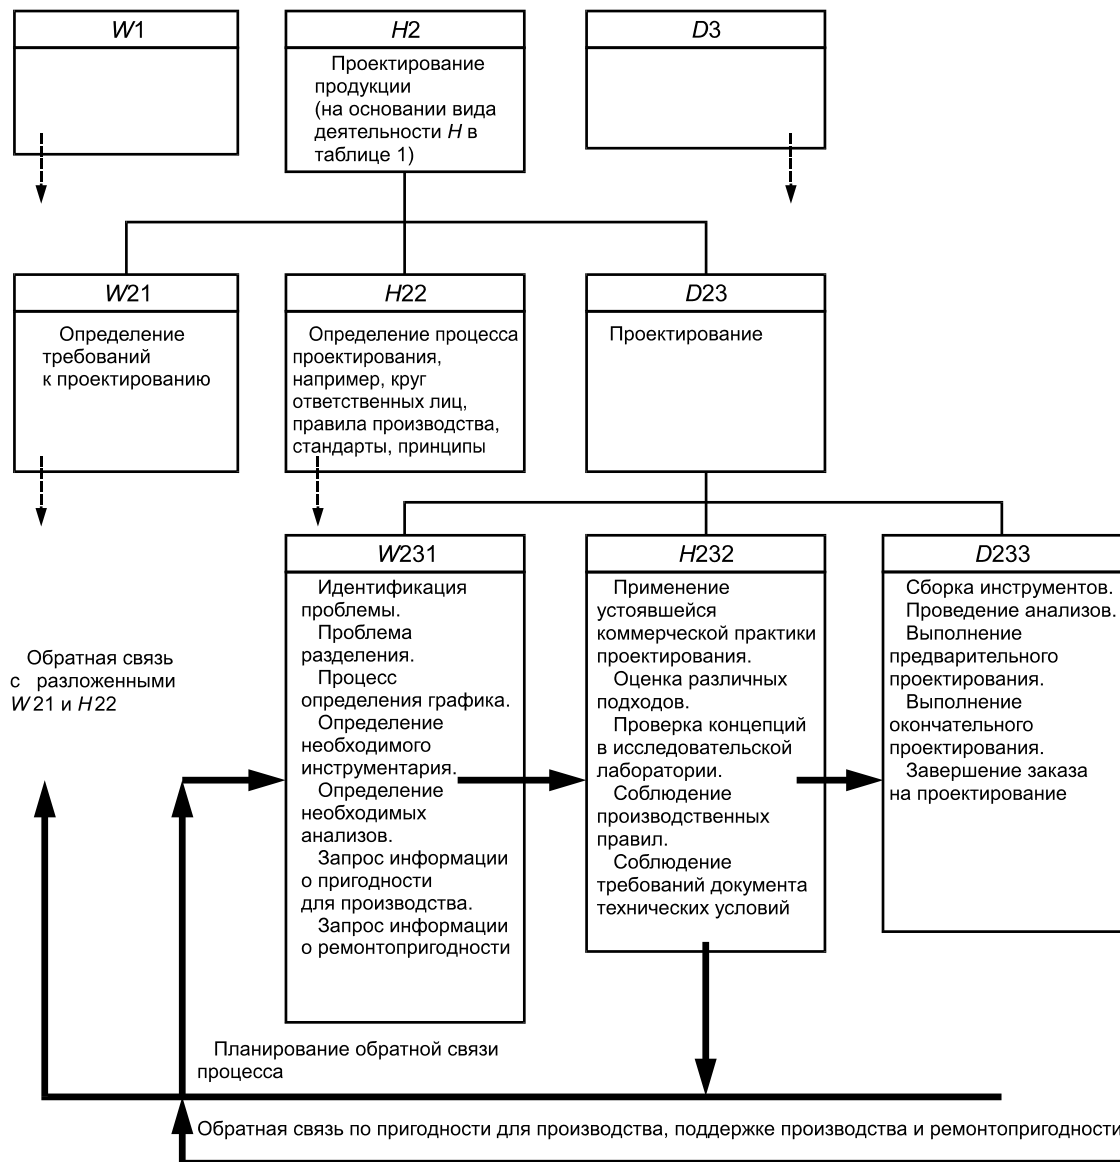 W1
H2
Проектирование
продукции
(на основании вида
деятельности H в
таблице 1)
D3
W21
Определение
требований
к проектированию
H22
Определение процесса
проектирования,
например, круг
ответственных лиц,
правила производства,
стандарты, принципы
D23
Проектирование
W231
Идентификация
проблемы.
Проблема
разделения.
Процесс
определения графика.
Определение
необходимого
инструментария.
Определение
необходимых
анализов.
Запрос информации
о пригодности
для производства.
Запрос информации
о ремонтопригодности
H232
Применение
устоявшейся
коммерческой практики
проектирования.
Оценка различных
подходов.
Проверка концепций
в исследовательской
лаборатории.
Соблюдение
производственных
правил.
Соблюдение
требований документа
технических условий
D233
Сборка инструментов.
Проведение анализов.
Выполнение
предварительного
проектирования.
Выполнение
окончательного
проектирования.
Завершение заказа
на проектирование
Обратная связь
с разложенными
W21 и H22
Планирование обратной связи
процесса
Обратная связь по пригодности для производства, поддержке производства и ремонтопригодности